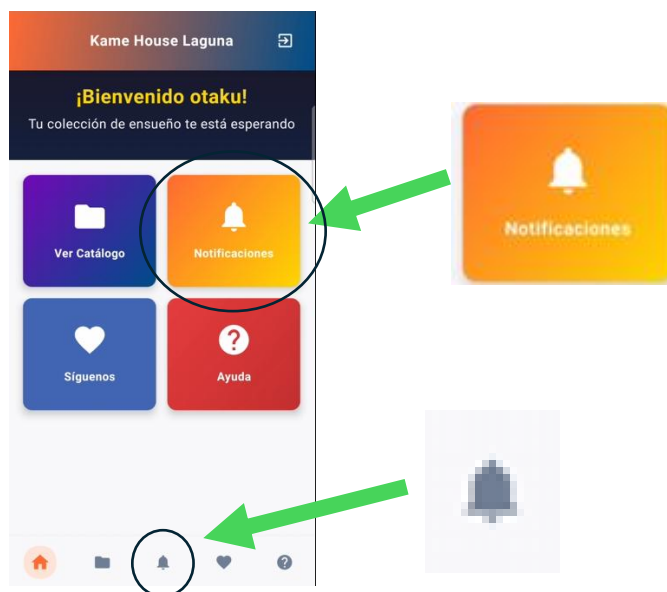 Kame House Laguna
¡Bienvenido otaku!
Tu colección de ensueño te está esperando
Ver Catálogo
Notificaciones
Síguenos
Ayuda
Notificaciones